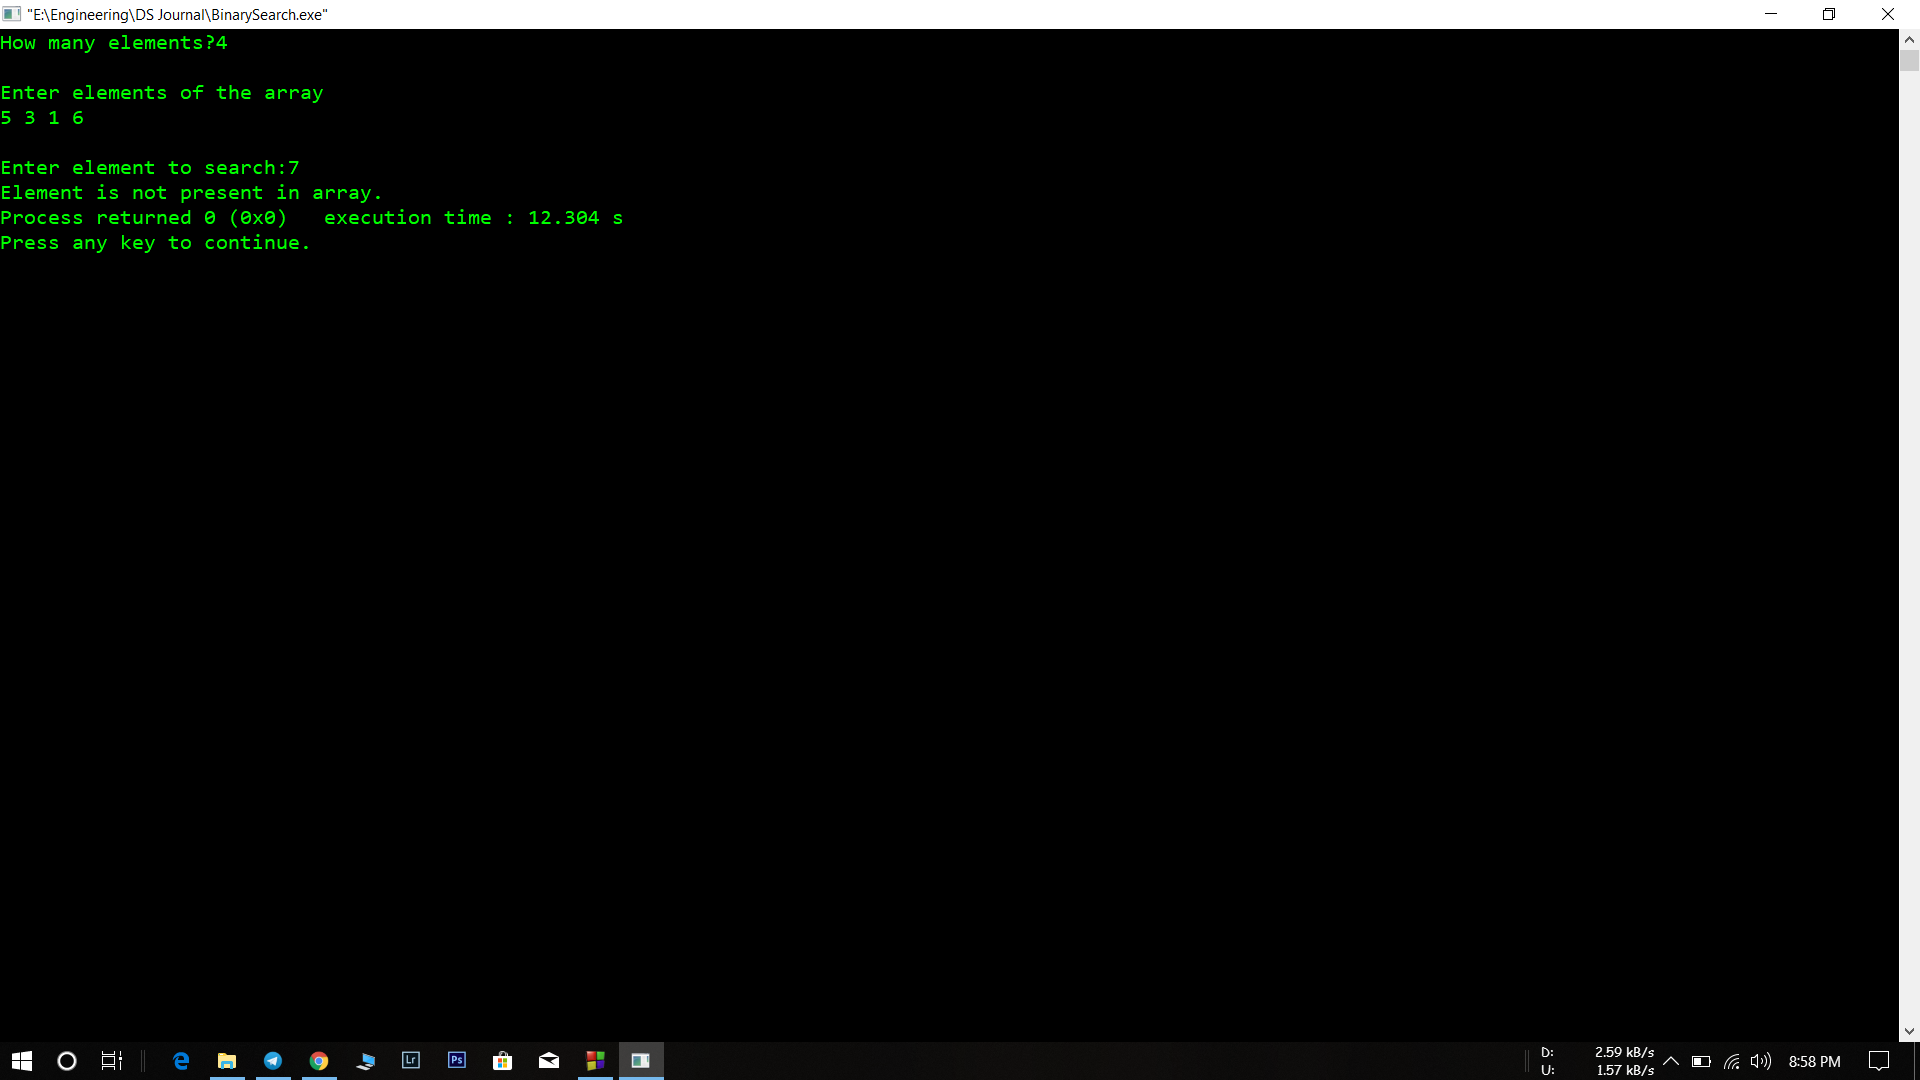 "E:\Engineering\DS Journal\BinarySearch.exe"
How many elements?4
Enter elements of the array
5 3 1 6
Enter element to search:7
Element is not present in array.
Process returned 0 (0x0)   execution time : 12.304 s
Press any key to continue.
Lr
Ps
D: 2.59 kB/s
U: 1.57 kB/s
8:58 PM